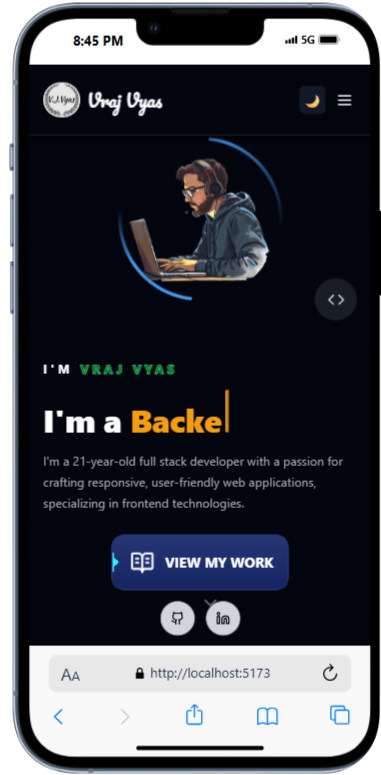 8:45 PM 5G
V.J.Vyas Vraj Vyas
I'M VRAJ VYAS
I'm a Backe
I'm a 21-year-old full stack developer with a passion for
crafting responsive, user-friendly web applications,
specializing in frontend technologies.
VIEW MY WORK
in
AA http://localhost:5173